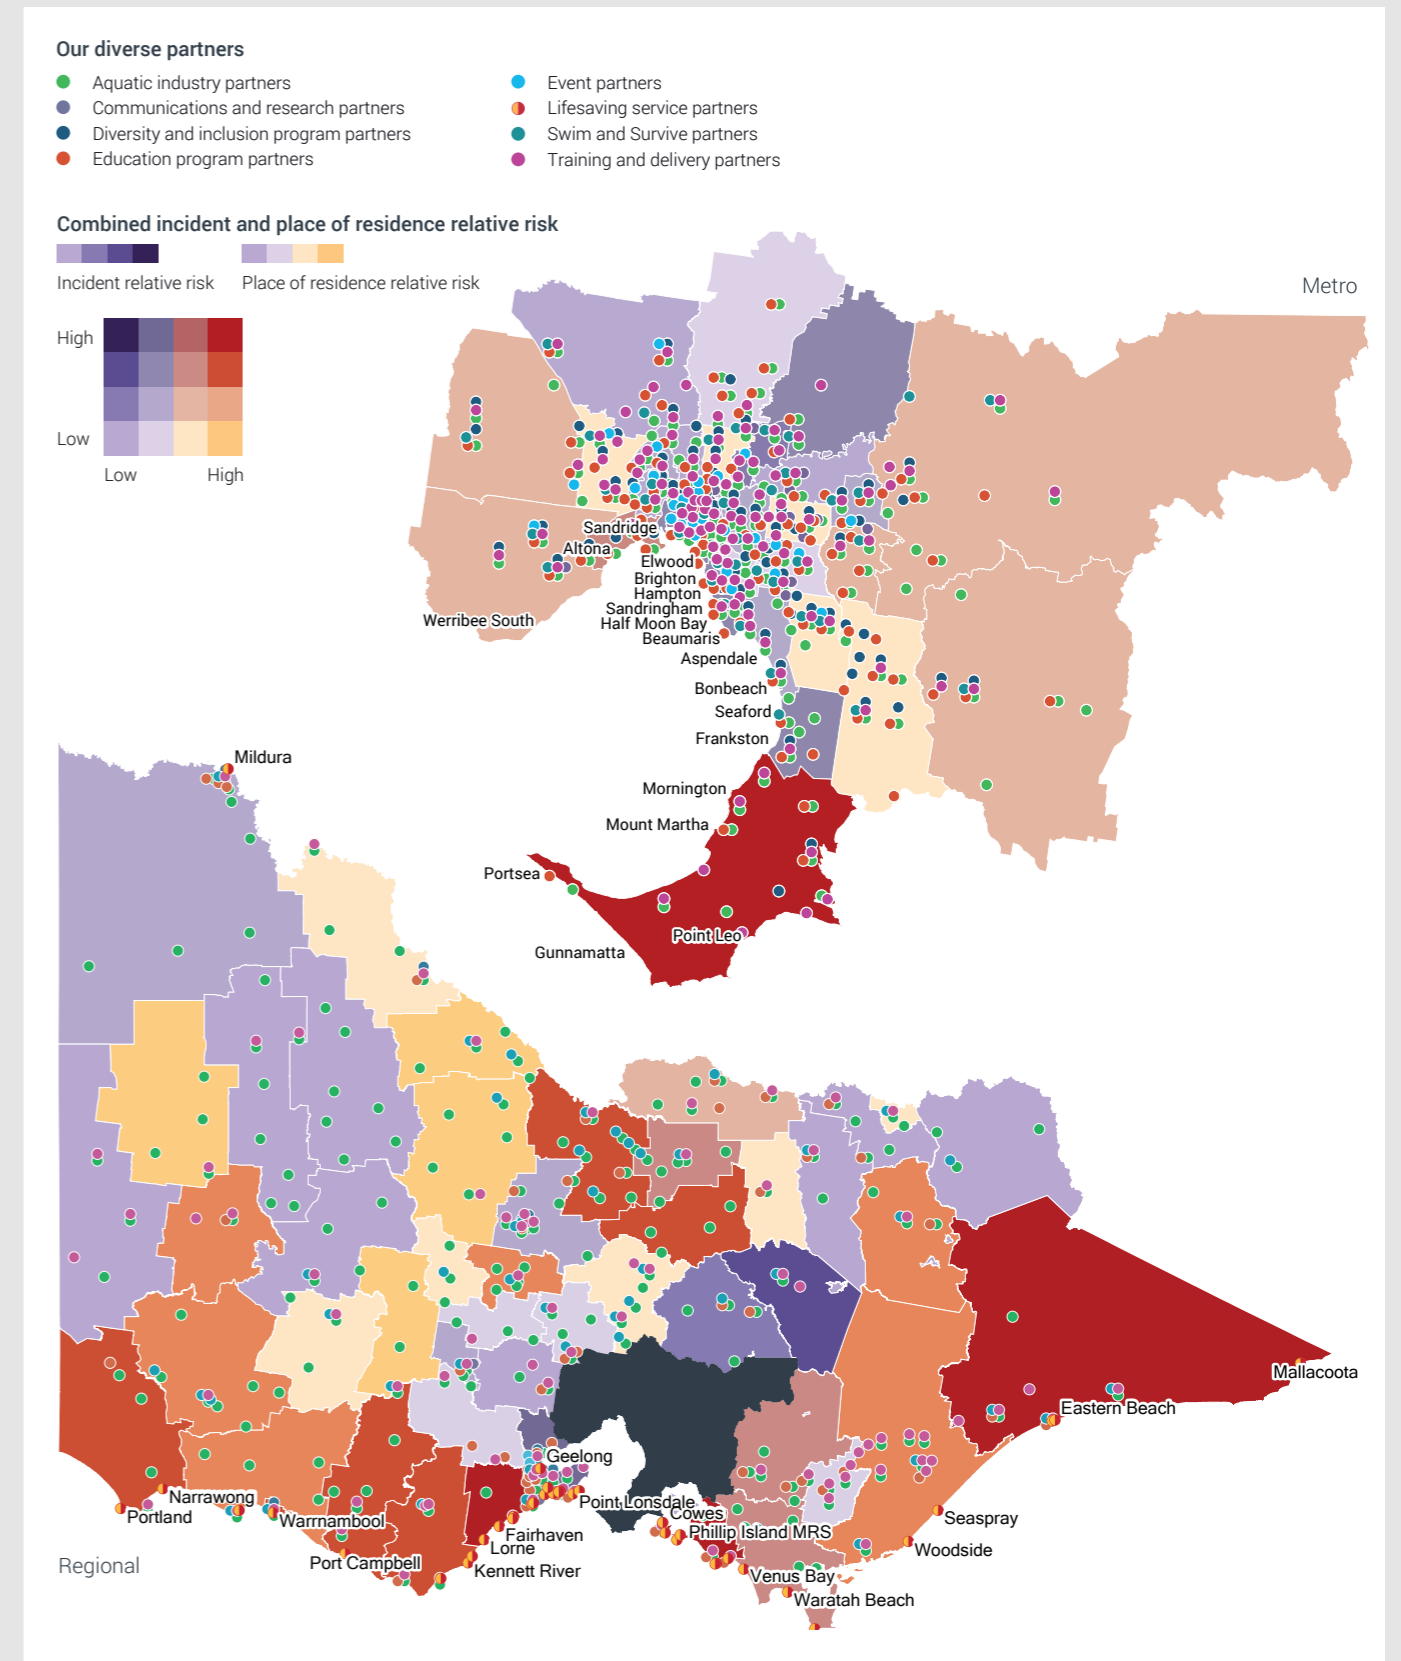 Our diverse partners
Aquatic industry partners
Communications and research partners
Diversity and inclusion program partners
Education program partners
Event partners
Lifesaving service partners
Swim and Survive partners
Training and delivery partners
Combined incident and place of residence relative risk
Incident relative risk
Place of residence relative risk
High
Low
Low
High
Metro
Sandridge
Altona
Elwood
Brighton
Hampton
Sandringham
Werribee South
Half Moon Bay
Beaumaris
Aspendale
Bonbeach
Seaford
Frankston
Mornington
Mount Martha
Portsea
Point Leo
Gunnamatta
Mildura
Mallacoota
Eastern Beach
Geelong
Narrawong
Point Lonsdale
Portland
Cowes
Warrnambool
Seaspray
Phillip Island MRS
Fairhaven
Lorne
Woodside
Regional
Port Campbell
Kennett River
Venus Bay
Waratah Beach